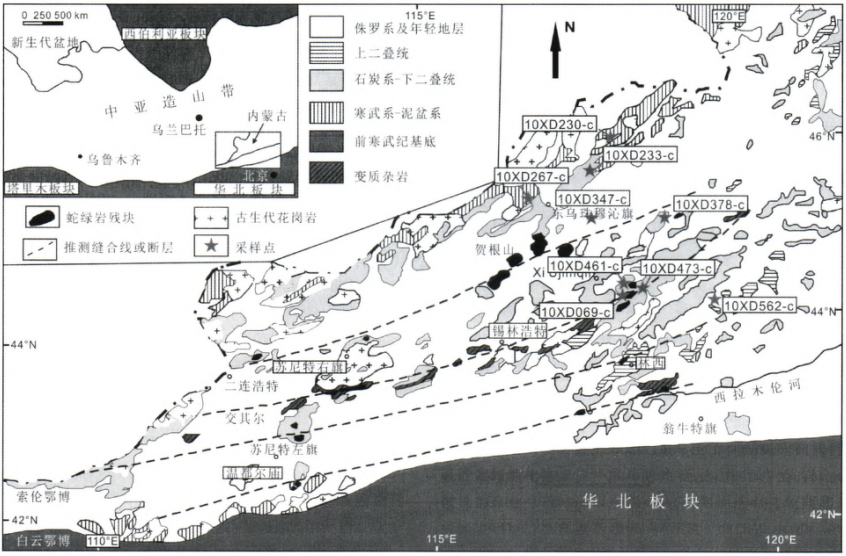 0 250 500 km
新生代盆地
西伯利亚板块
中亚造山带
乌兰巴托
内蒙古
乌鲁木齐
北京
塔里木板块
华北板块
侏罗系及年轻地层
上二叠统
石炭系-下二叠统
寒武系-泥盆系
前寒武纪基底
变质杂岩
蛇绿岩残块
古生代花岗岩
推测缝合线或断层
采样点
115°E
120°E
N
46°N
10XD230-c
10XD233-c
10XD267-c
10XD347-c
10XD378-c
东乌珠穆沁旗
贺根山
10XD461-c
10XD473-c
10XD069-c
10XD562-c
44°N
44°N
锡林浩特
苏尼特右旗
林西
二连浩特
西拉木伦河
交其尔
翁牛特旗
苏尼特左旗
温都尔庙
索伦鄂博
华北板块
42°N
42°N
白云鄂博
110°E
115°E
120°E